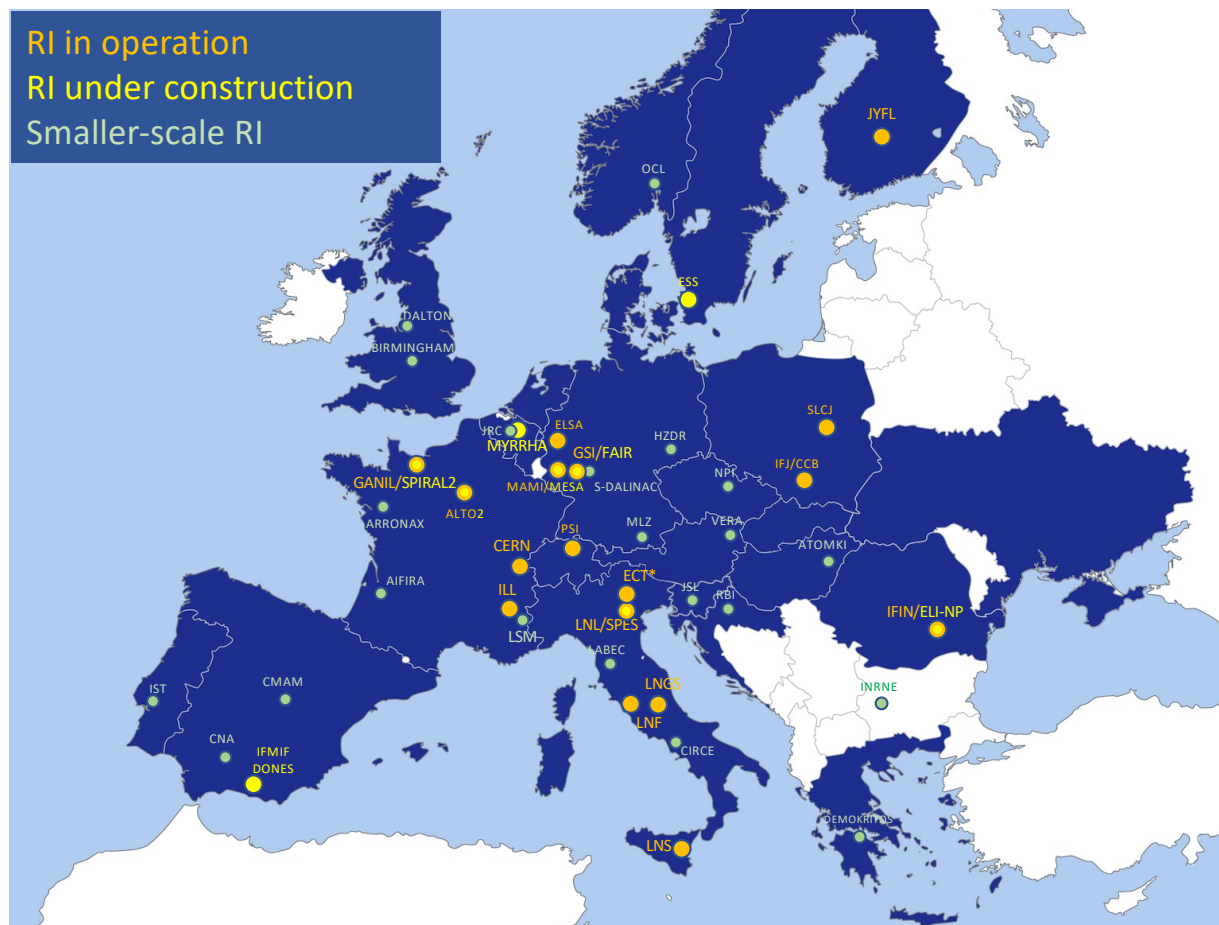 RI in operation
RI under construction
Smaller-scale RI
JYFL
OCL
ESS
DALTON
BIRMINGHAM
SLCJ
ELSA
JRC
MYRRHA
HZDR
GSI/FAIR
IFJ/CCB
NPI
GANIL/SPIRAL2
MAMI/MESA
S-DALINAC
ALTO2
ARRONAX
MLZ
VERA
PSI
CERN
ATOMKI
ECT*
AIFIRA
ILL
JSL
RBI
LNL/SPES
IFIN/ELI-NP
LSM
LABEC
CMAM
IST
LNGS
INRNE
LNF
CNA
IFMIF
DONES
CIRCE
DEMOKRITOS
LNS